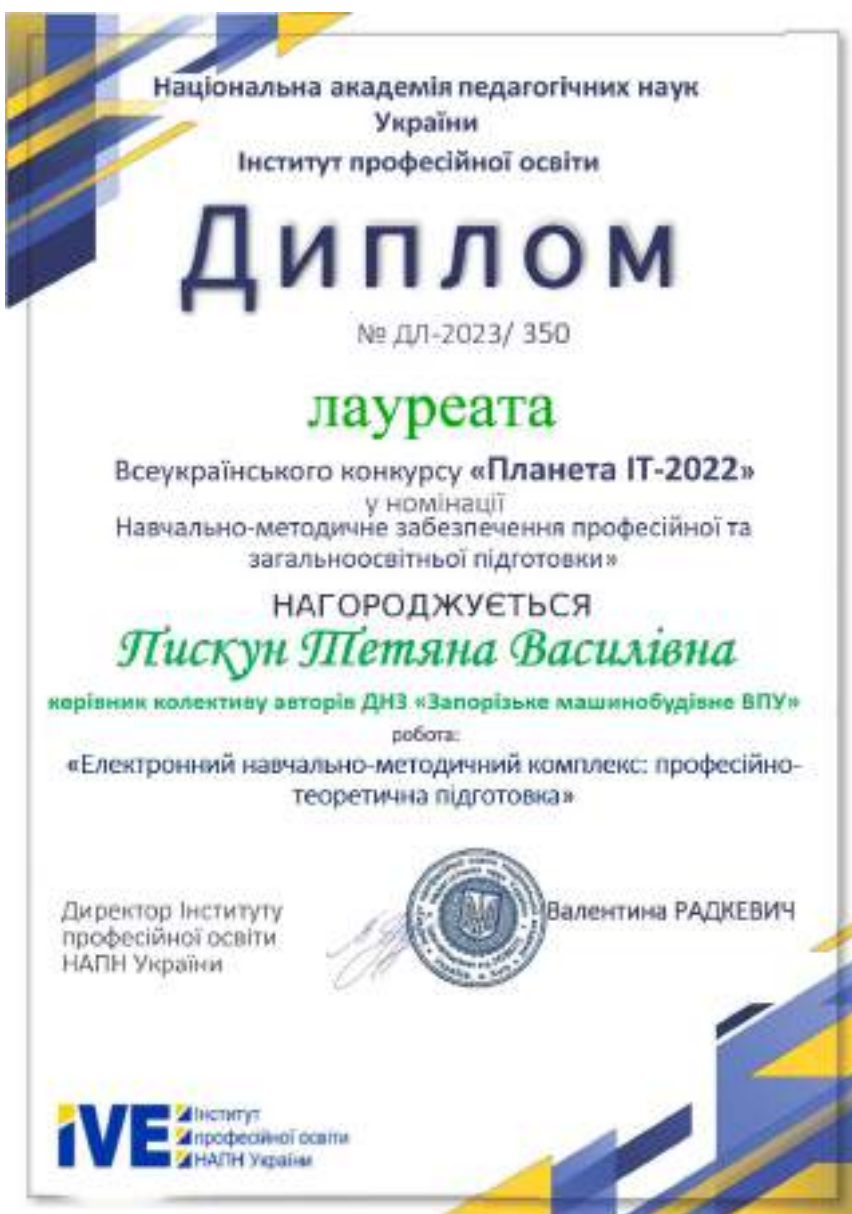 Національна академія педагогічних наук
України
Інститут професійної освіти
Диплом
№ ДЛ-2023/ 350
лауреата
Всеукраїнського конкурсу «Планета ІТ-2022»
у номінації
Навчально-методичне забезпечення професійної та
загальноосвітньої підготовки»
НАГОРОДЖУЄТЬСЯ
Пискун Тетяна Василівна
керівник колективу авторів ДНЗ «Запорізьке машинобудівне ВПУ»
робота:
«Електронний навчально-методичний комплекс: професійно-
теоретична підготовка»
Директор Інституту
професійної освіти
НАПН України
Валентина РАДКЕВИЧ
IVE
Інститут
професійної освіти
НАПН України